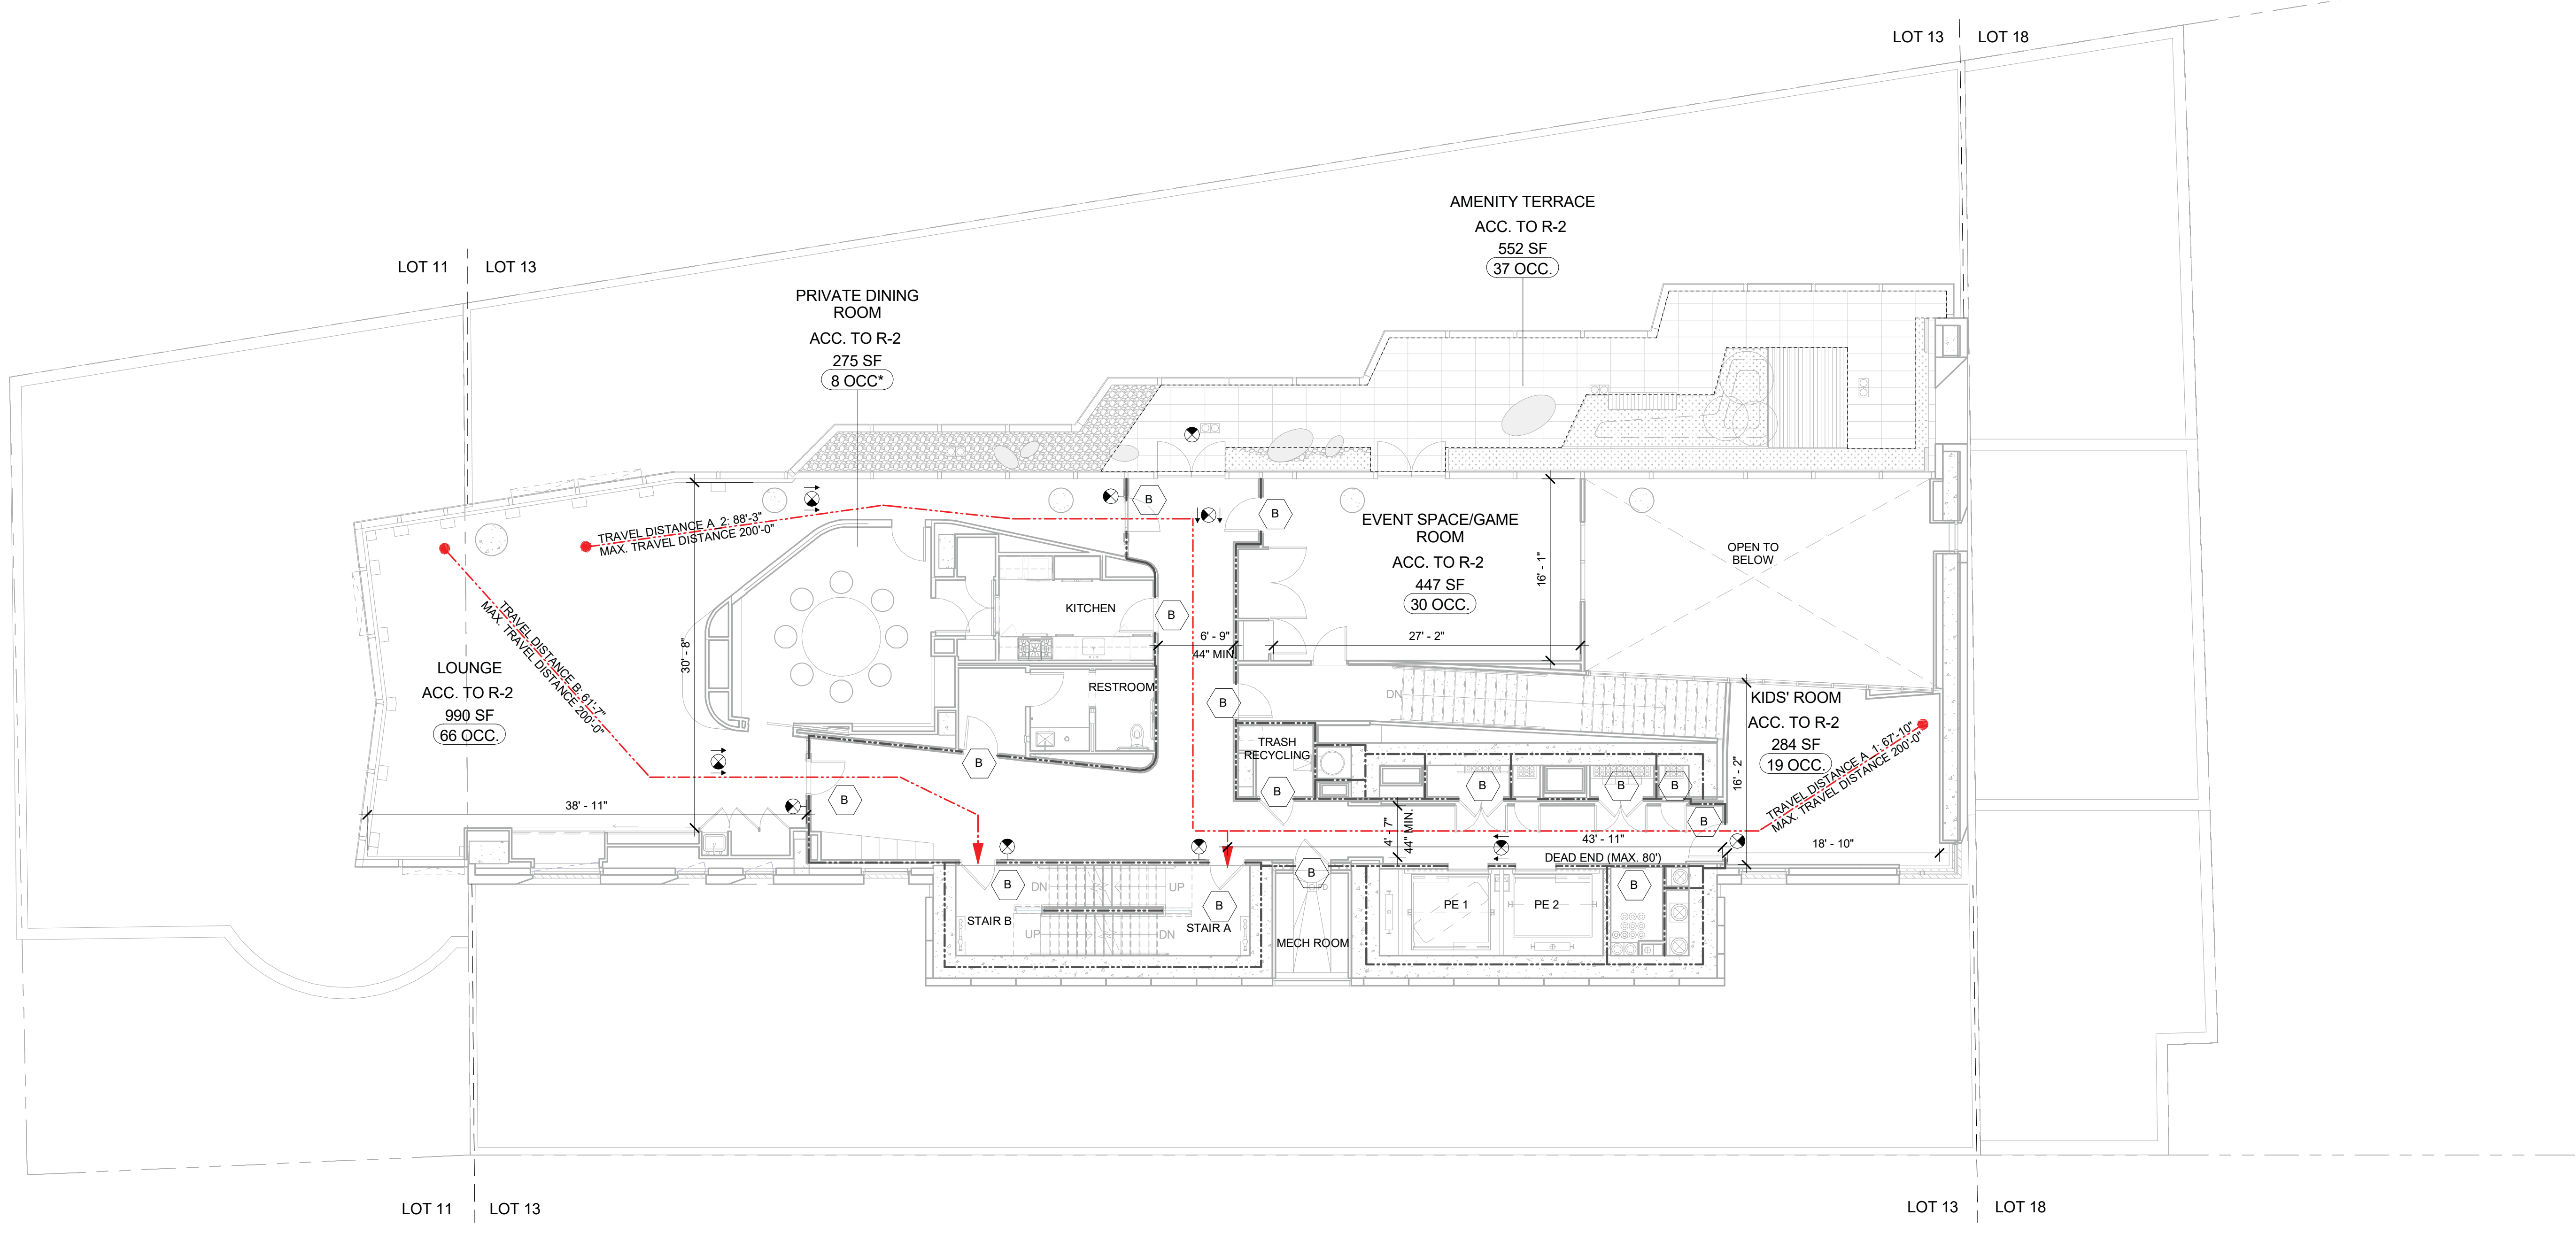 LOT 13
LOT 18
AMENITY TERRACE
ACC. TO R-2
552 SF
37 OCC.
LOT 11
LOT 13
PRIVATE DINING
ROOM
ACC. TO R-2
275 SF
8 OCC*
B
B
TRAVEL DISTANCE A_2: 88'-3"
MAX. TRAVEL DISTANCE 200'-0"
EVENT SPACE/GAME
ROOM
ACC. TO R-2
447 SF
30 OCC.
16' - 1"
OPEN TO
BELOW
KITCHEN
B
6' - 9"
44" MIN.
27' - 2"
TRAVEL DISTANCE B: 61'-7"
MAX. TRAVEL DISTANCE 200'-0"
30' - 8"
LOUNGE
ACC. TO R-2
990 SF
66 OCC.
RESTROOM
B
DN
KIDS' ROOM
ACC. TO R-2
284 SF
19 OCC.
TRAVEL DISTANCE A_1: 67'-10"
MAX. TRAVEL DISTANCE 200'-0"
16' - 2"
TRASH
RECYCLING
B
B
B
B
B
B
B
38' - 11"
4' - 7"
44" MIN.
43' - 11"
DEAD END (MAX. 80')
18' - 10"
B
B
B
B
DN
UP
UP
DN
STAIR B
STAIR A
MECH ROOM
PE 1
PE 2
LOT 11
LOT 13
LOT 13
LOT 18